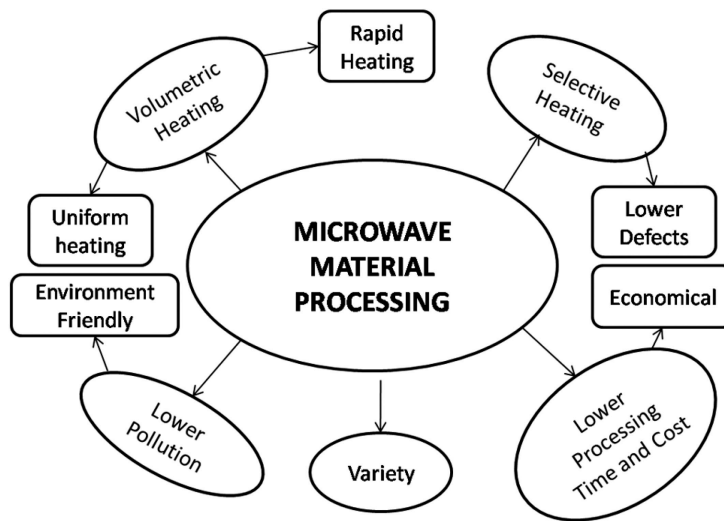 Rapid
Heating
Volumetric
Heating
Selective
Heating
Uniform
heating
MICROWAVE
MATERIAL
PROCESSING
Lower
Defects
Environment
Friendly
Economical
Lower
Pollution
Variety
Lower
Processing
Time and Cost